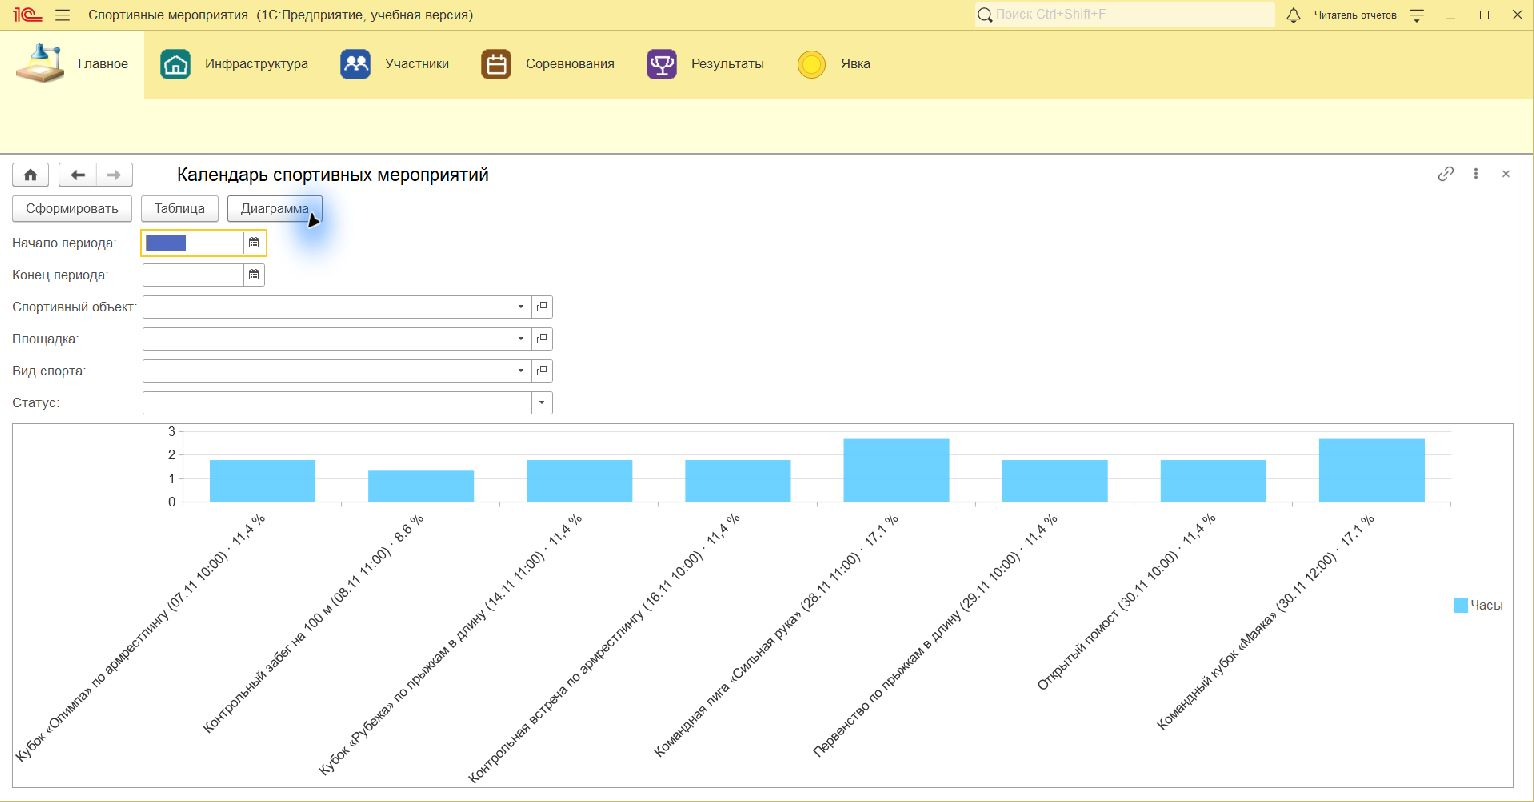 Спортивные мероприятия (1С:Предприятие, учебная версия)
Поиск Ctrl+Shift+F
Читатель отчетов
Главное
Инфраструктура
Участники
Соревнования
Результаты
Явка
Календарь спортивных мероприятий
Сформировать
Таблица
Диаграмма
Начало периода:
Конец периода:
Спортивный объект:
Площадка:
Вид спорта:
Статус:
3
2
1
0
Кубок «Олимпа» по армрестлингу (07.11 10:00) · 11,4 %
Контрольный забег на 100 м (08.11 11:00) · 8,6 %
Кубок «Рубежа» по прыжкам в длину (14.11 11:00) · 11,4 %
Контрольная встреча по армрестлингу (16.11 10:00) · 11,4 %
Командная лига «Сильная рука» (28.11 11:00) · 17,1 %
Первенство по прыжкам в длину (29.11 10:00) · 11,4 %
Открытый помост (30.11 10:00) · 11,4 %
Командный кубок «Маяка» (30.11 12:00) · 17,1 %
Часы